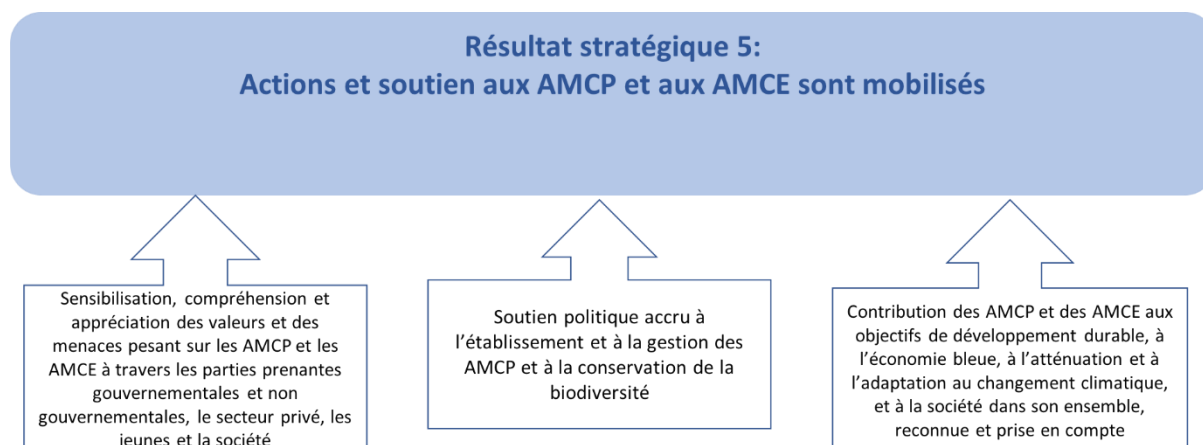 Résultat stratégique 5:
Actions et soutien aux AMCP et aux AMCE sont mobilisés
Sensibilisation, compréhension et
appréciation des valeurs et des
menaces pesant sur les AMCP et les
AMCE à travers les parties prenantes
gouvernementales et non
gouvernementales, le secteur privé, les
jeunes et la société
Soutien politique accru à
l'établissement et à la gestion des
AMCP et à la conservation de la
biodiversité
Contribution des AMCP et des AMCE aux
objectifs de développement durable, à
l'économie bleue, à l'atténuation et à
l'adaptation au changement climatique,
et à la société dans son ensemble,
reconnue et prise en compte